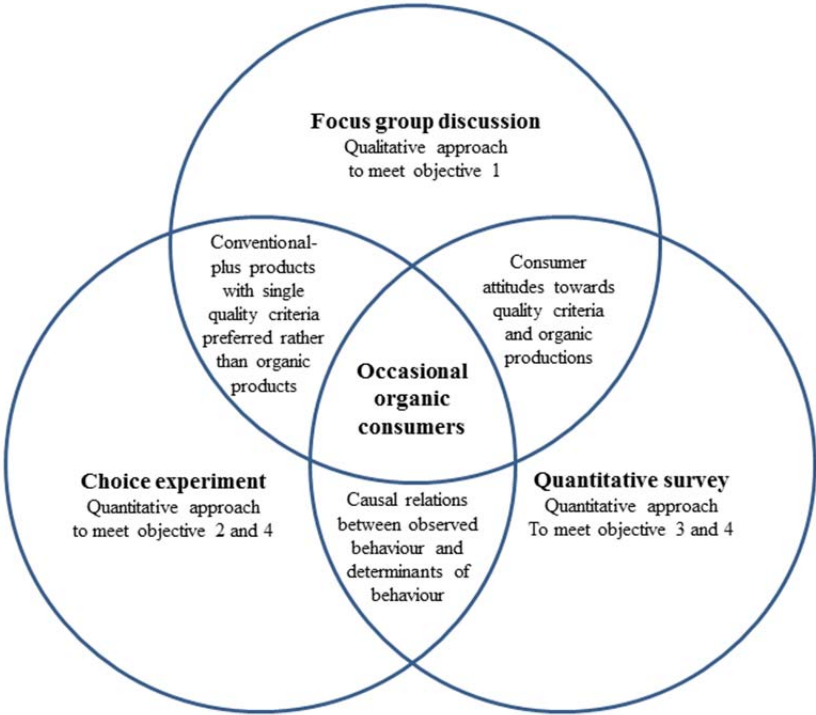 Focus group discussion
Qualitative approach
to meet objective 1
Conventional-
plus products
with single
quality criteria
preferred rather
than organic
products
Consumer
attitudes towards
quality criteria
and organic
productions
Occasional
organic
consumers
Choice experiment
Quantitative approach
to meet objective 2 and 4
Causal relations
between observed
behaviour and
determinants of
behaviour
Quantitative survey
Quantitative approach
To meet objective 3 and 4